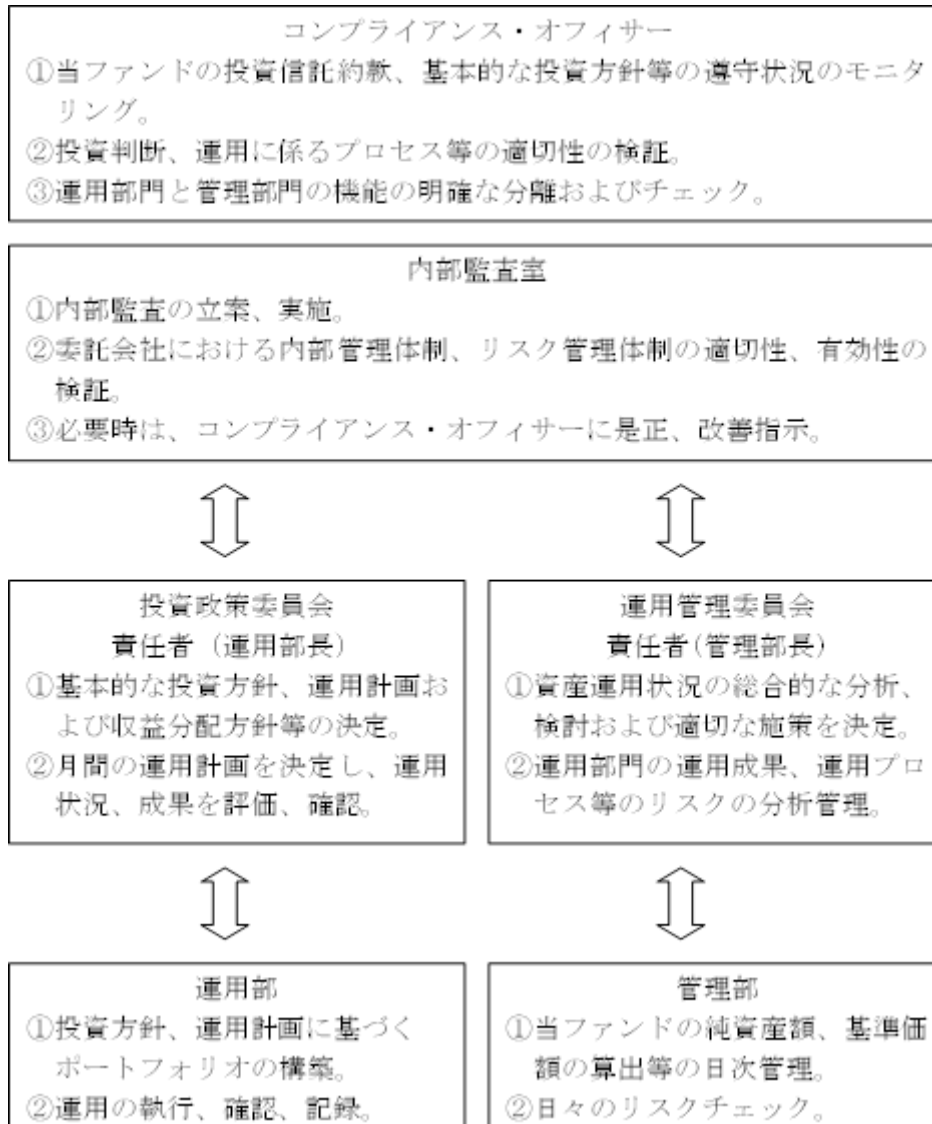 コンプライアンス・オフィサー
①当ファンドの投資信託約款、基本的な投資方針等の遵守状況のモニタ
リング。
②投資判断、運用に係るプロセス等の適切性の検証。
③運用部門と管理部門の機能の明確な分離およびチェック。
内部監査室
①内部監査の立案、実施。
②委託会社における内部管理体制、リスク管理体制の適切性、有効性の
検証。
③必要時は、コンプライアンス・オフィサーに是正、改善指示。
投資政策委員会
責任者（運用部長）
①基本的な投資方針、運用計画お
よび収益分配方針等の決定。
②月間の運用計画を決定し、運用
状況、成果を評価、確認。
運用管理委員会
責任者(管理部長)
①資産運用状況の総合的な分析、
検討および適切な施策を決定。
②運用部門の運用成果、運用プロ
セス等のリスクの分析管理。
運用部
①投資方針、運用計画に基づく
ポートフォリオの構築。
②運用の執行、確認、記録。
管理部
①当ファンドの純資産額、基準価
額の算出等の日次管理。
②日々のリスクチェック。